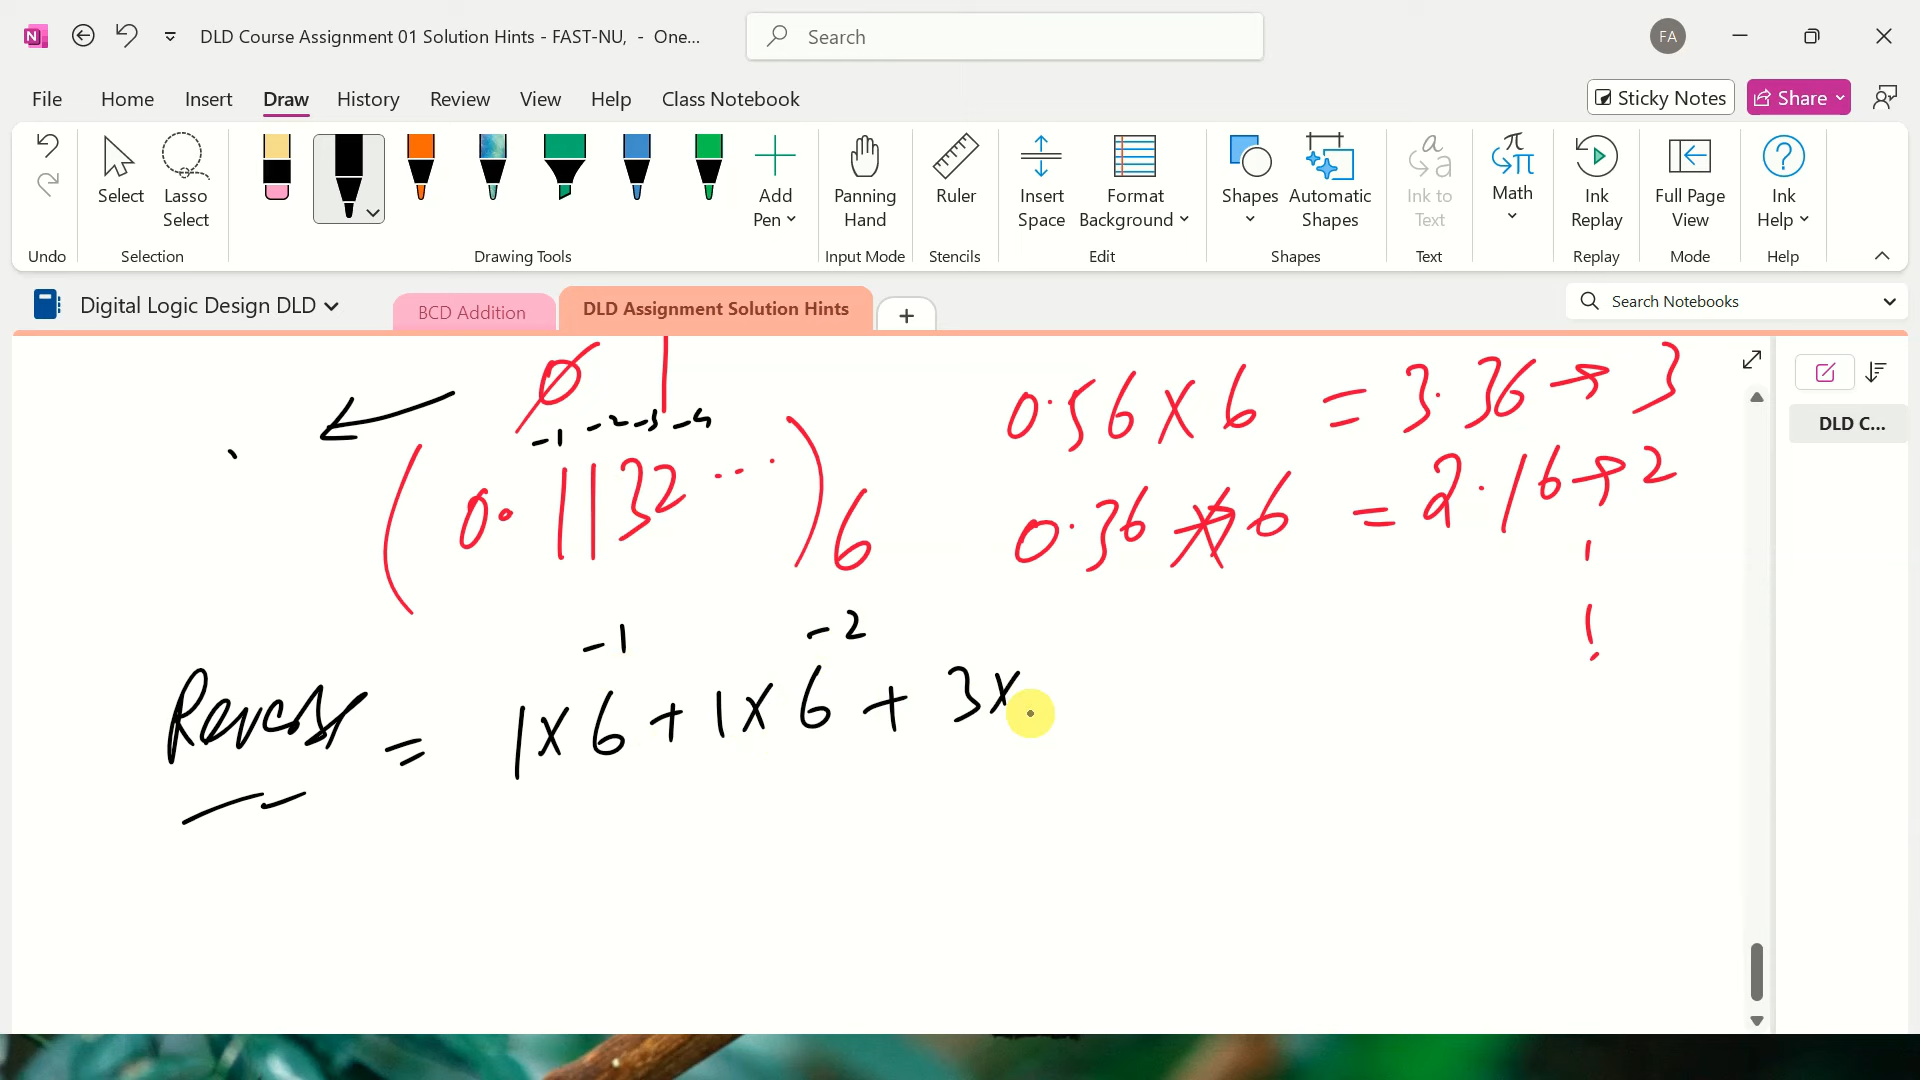 DLD Course Assignment 01 Solution Hints - FAST-NU, - One...
Search
FA
File Home Insert Draw History Review View Help Class Notebook
Sticky Notes
Share
Select
Lasso Select
Add Pen
Panning Hand
Ruler
Insert Space
Format Background
Shapes
Automatic Shapes
Ink to Text
Math
Ink Replay
Full Page View
Ink Help
Undo Selection Drawing Tools Input Mode Stencils Edit Shapes Text Replay Mode Help
Digital Logic Design DLD
BCD Addition
DLD Assignment Solution Hints
+
Search Notebooks
DLD C...
0 1
-1 -2 -3 -4
(0.1132...)6
0.56 x 6 = 3.36 → 3
0.36 x 6 = 2.16 → 2
-1 -2
Reverse = 1x6 + 1x6 + 3x